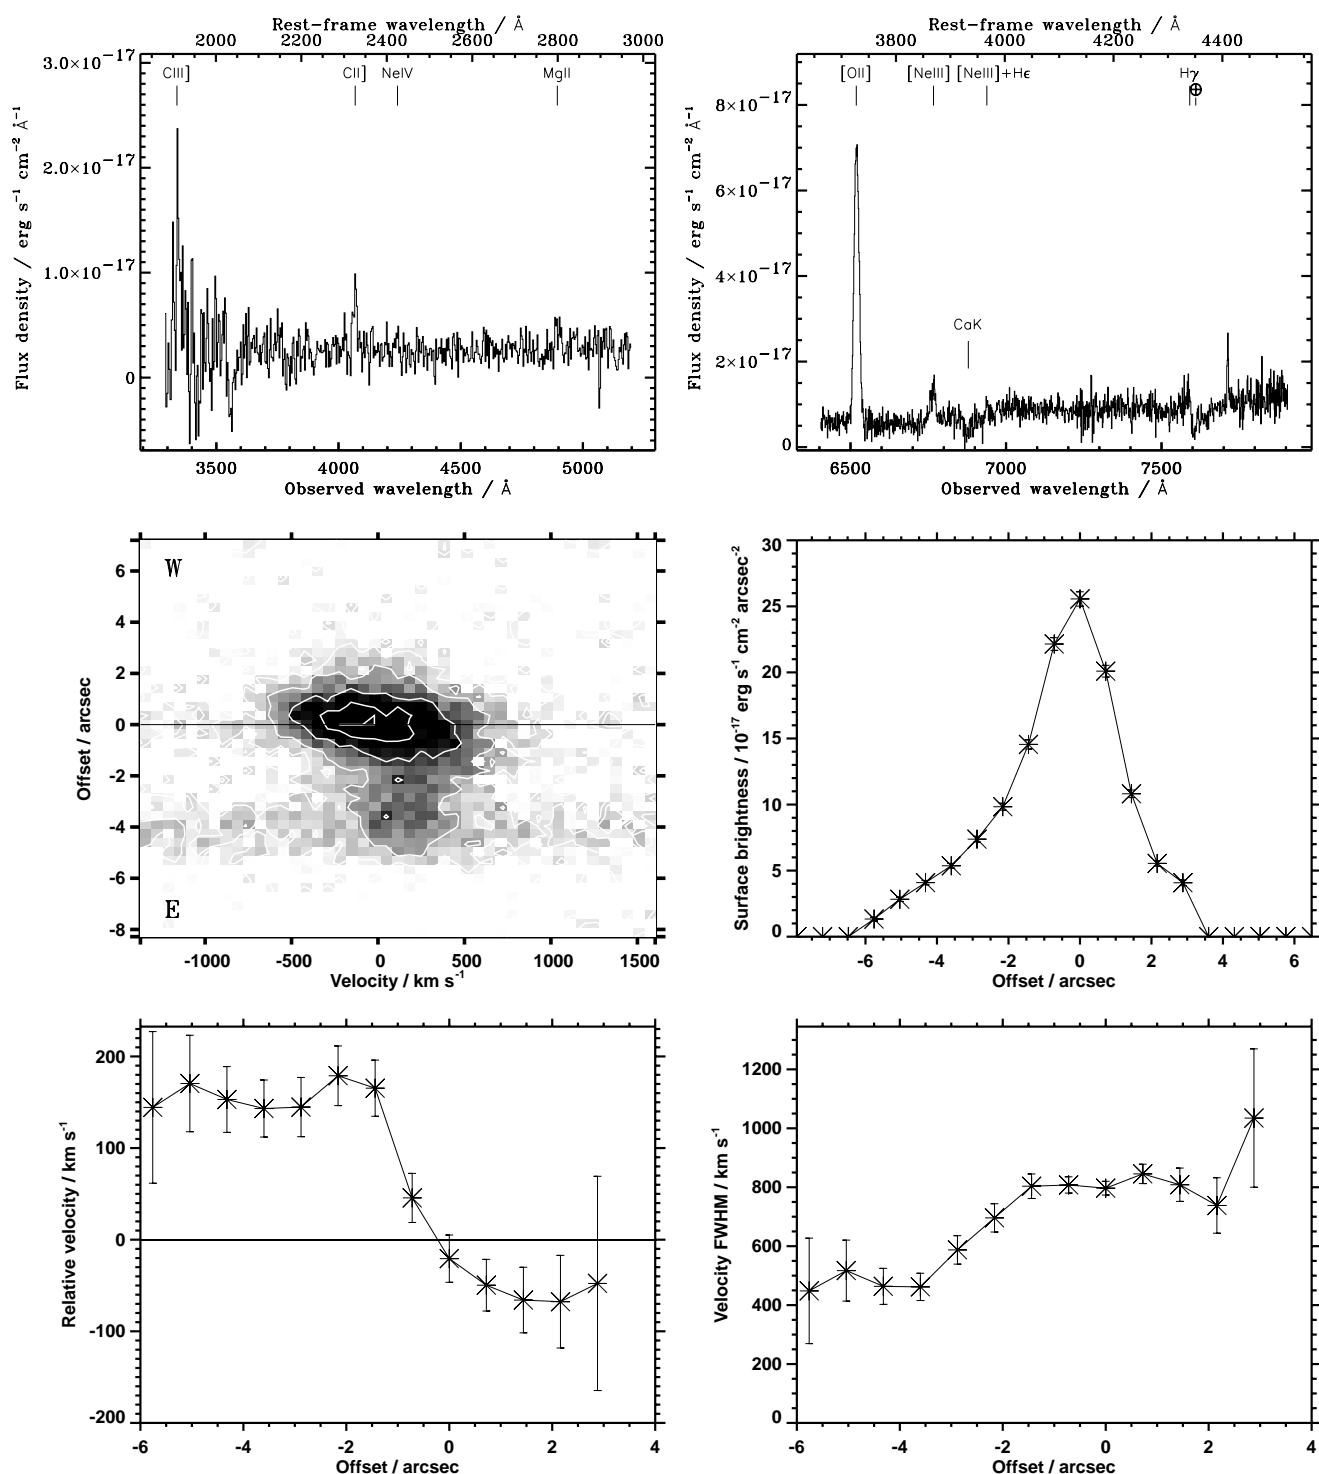 Rest-frame wavelength / Å
2000 2200 2400 2600 2800 3000
CIII] CII] NeIV MgII
3.0×10⁻¹⁷
2.0×10⁻¹⁷
1.0×10⁻¹⁷
0
Flux density / erg s⁻¹ cm⁻² Å⁻¹
3500 4000 4500 5000
Observed wavelength / Å
Rest-frame wavelength / Å
3800 4000 4200 4400
[OII] [NeIII] [NeIII]+Hε Hγ
⊕
CaK
8×10⁻¹⁷
6×10⁻¹⁷
4×10⁻¹⁷
2×10⁻¹⁷
0
Flux density / erg s⁻¹ cm⁻² Å⁻¹
6500 7000 7500
Observed wavelength / Å
W
E
6
4
2
0
-2
-4
-6
-8
Offset / arcsec
-1000 -500 0 500 1000 1500
Velocity / km s⁻¹
30
25
20
15
10
5
0
Surface brightness / 10⁻¹⁷ erg s⁻¹ cm⁻² arcsec⁻²
-6 -4 -2 0 2 4 6
Offset / arcsec
200
100
0
-100
-200
Relative velocity / km s⁻¹
-6 -4 -2 0 2 4
Offset / arcsec
1200
1000
800
600
400
200
0
Velocity FWHM / km s⁻¹
-6 -4 -2 0 2 4
Offset / arcsec